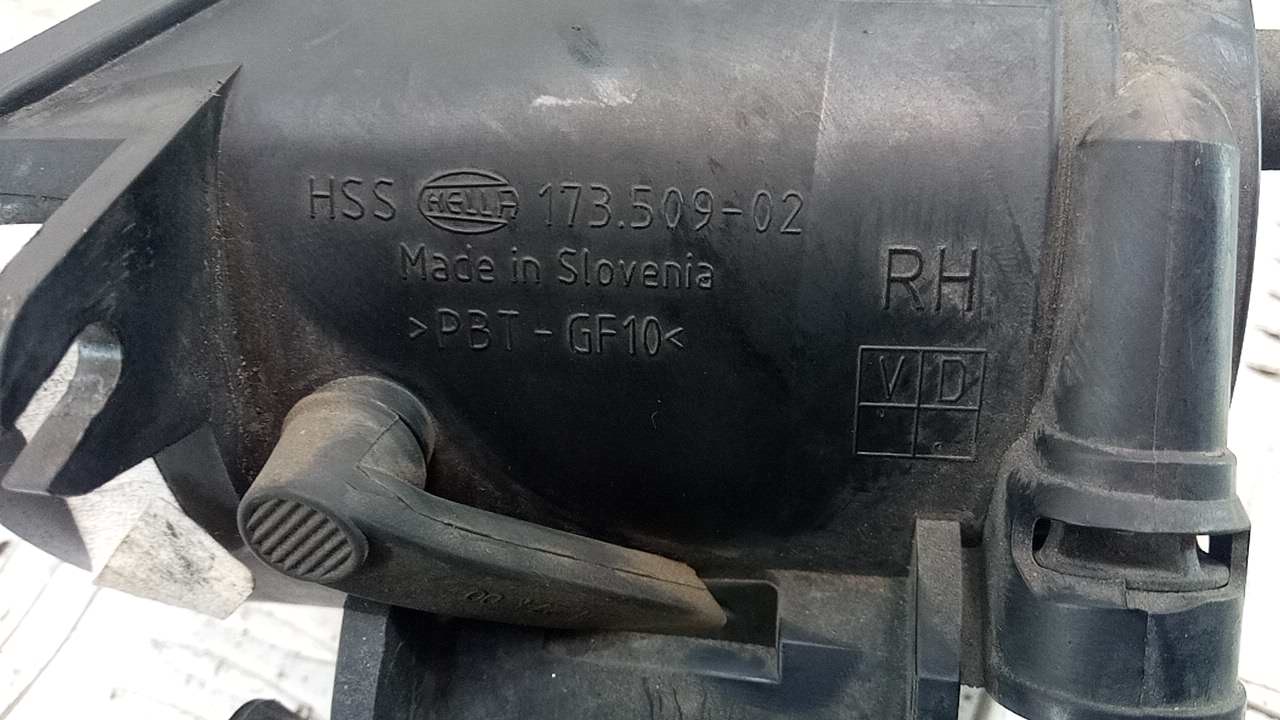 HSS HELLA 173.509-02
Made in Slovenia
>PBT-GF10<
RH
V D